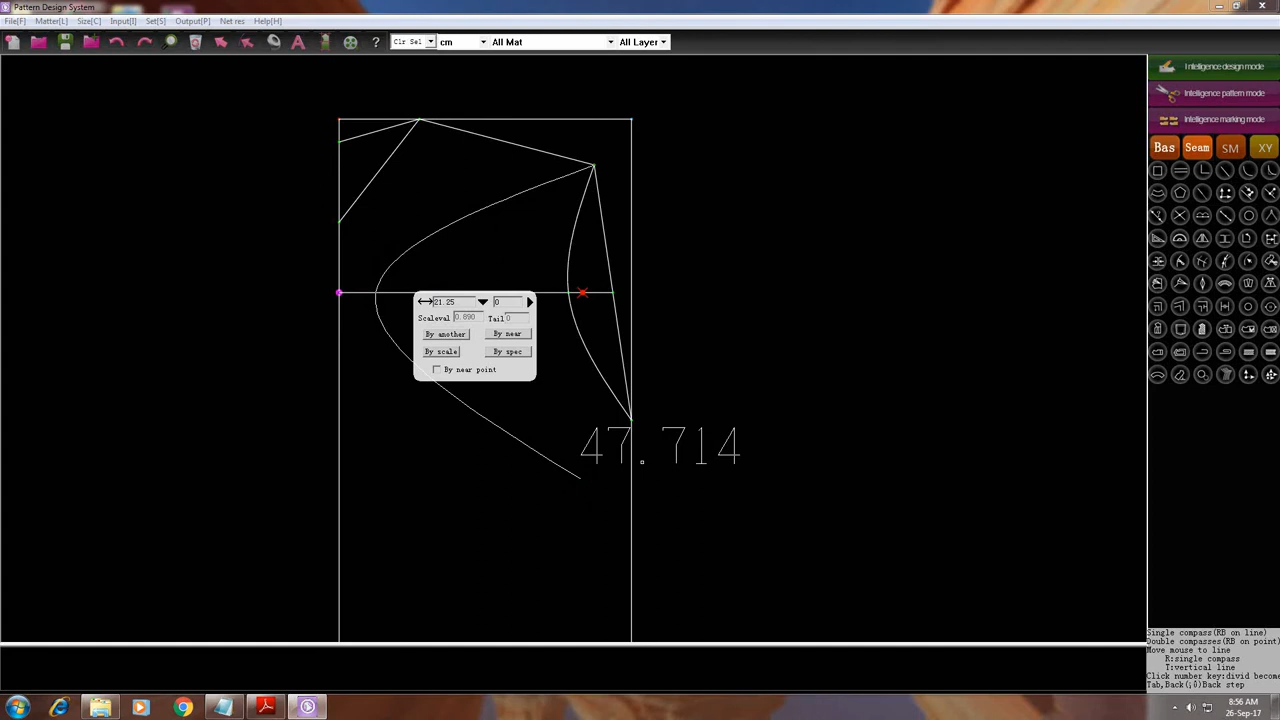 Pattern Design System
File[F] Matter[L] Size[C] Input[I] Set[S] Output[P] Net res Help[H]
Clr Sel cm All Mat All Layer
Intelligence design mode
Intelligence pattern mode
Intelligence marking mode
Bas Seam SM XY
21.25 0
Scaleval 0.890 Tail 0
By another By near
By scale By spec
By near point
47.714
Single compass(RB on line)
Double compasses(RB on point)
Move mouse to line
R:single compass
T:vertical line
Click number key:divid become
Tab,Back(;0)Back step
8:56 AM
26-Sep-17